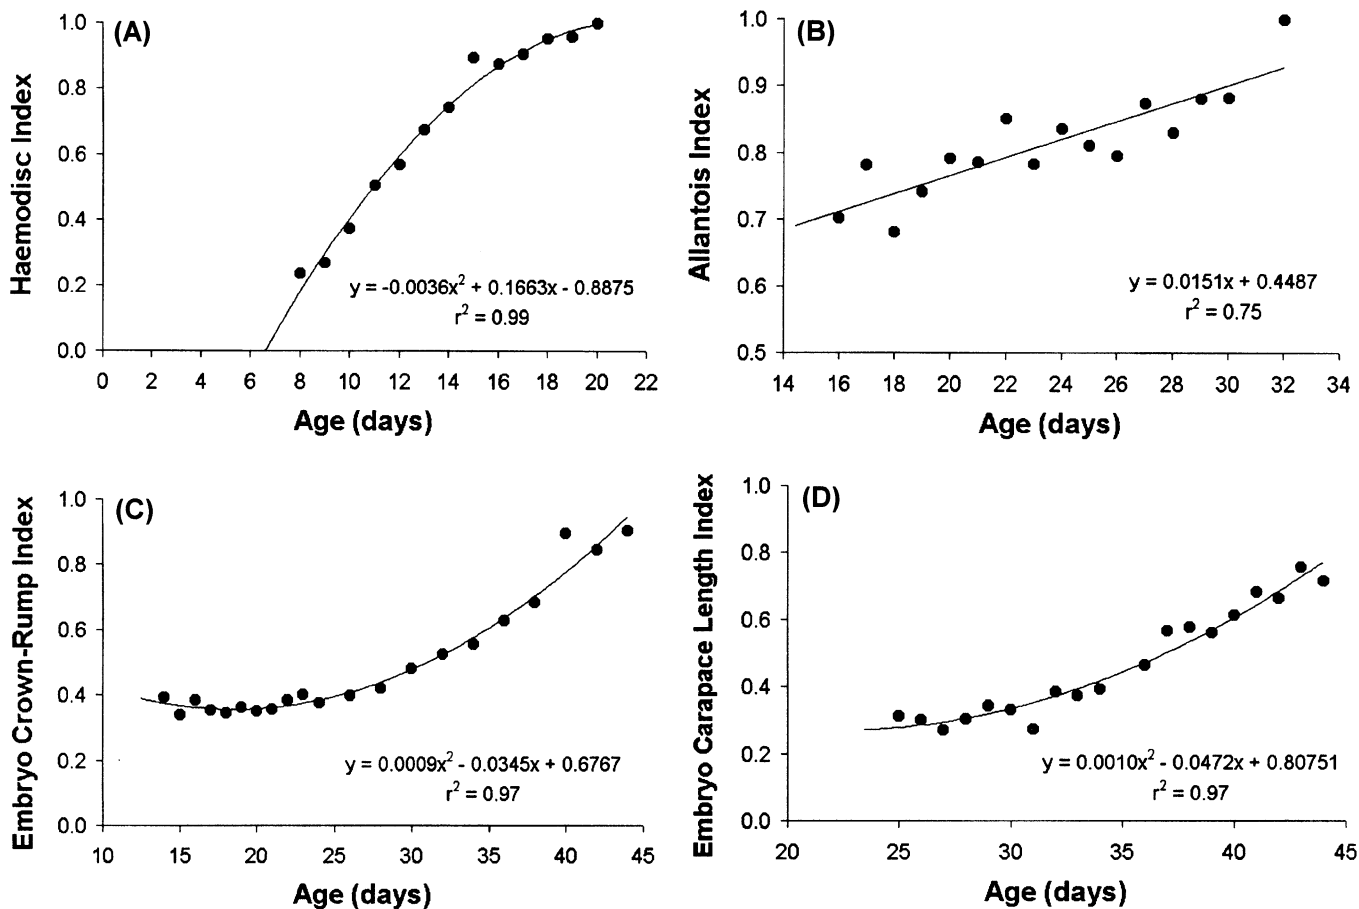 (A)
Haemodisc Index
1.0
0.8
0.6
0.4
0.2
0.0
y = -0.0036x² + 0.1663x - 0.8875
r² = 0.99
0 2 4 6 8 10 12 14 16 18 20 22
Age (days)
(B)
Allantois Index
1.0
0.9
0.8
0.7
0.6
0.5
y = 0.0151x + 0.4487
r² = 0.75
14 16 18 20 22 24 26 28 30 32 34
Age (days)
(C)
Embryo Crown-Rump Index
1.0
0.8
0.6
0.4
0.2
0.0
y = 0.0009x² - 0.0345x + 0.6767
r² = 0.97
10 15 20 25 30 35 40 45
Age (days)
(D)
Embryo Carapace Length Index
1.0
0.8
0.6
0.4
0.2
0.0
y = 0.0010x² - 0.0472x + 0.80751
r² = 0.97
20 25 30 35 40 45
Age (days)